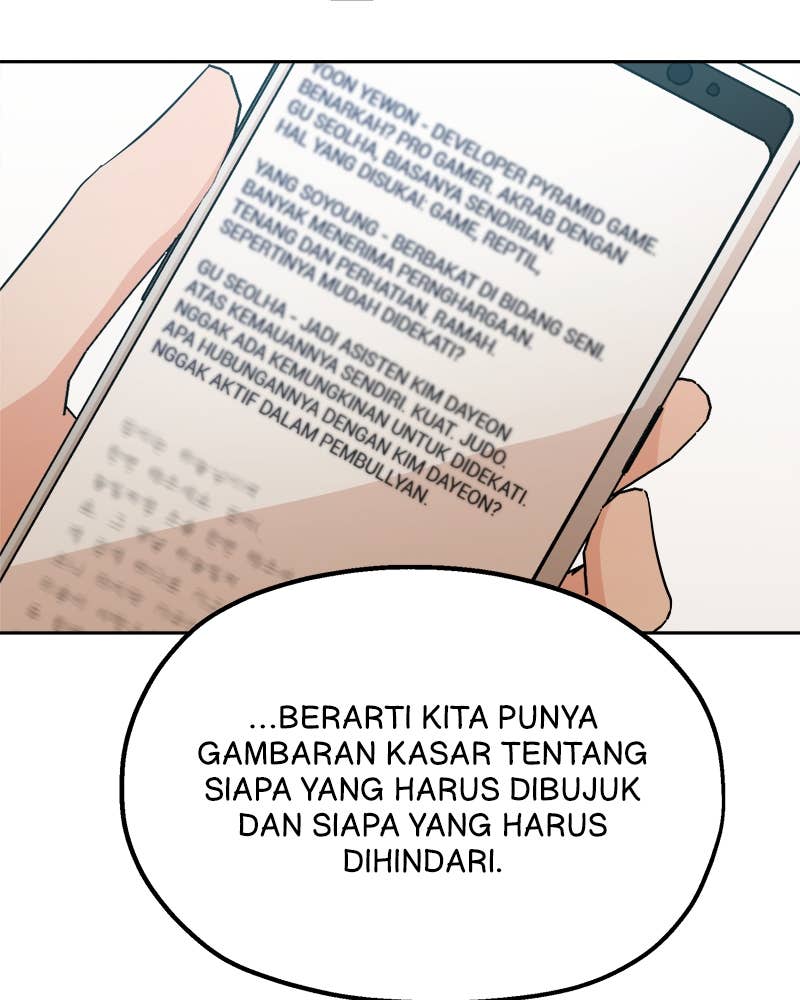 YOON YEWON - DEVELOPER PYRAMID GAME.
BENARKAH? PRO GAMER. AKRAB DENGAN
GU SEOLHA, BIASANYA SENDIRIAN.
HAL YANG DISUKAI: GAME, REPTIL,
YANG SOYOUNG - BERBAKAT DI BIDANG SENI.
BANYAK MENERIMA PERNGHARGAAN.
TENANG DAN PERHATIAN. RAMAH.
SEPERTINYA MUDAH DIDEKATI?
GU SEOLHA - JADI ASISTEN KIM DAYEON
ATAS KEMAUANNYA SENDIRI. KUAT. JUDO.
NGGAK ADA KEMUNGKINAN UNTUK DIDEKATI.
APA HUBUNGANNYA DENGAN KIM DAYEON?
NGGAK AKTIF DALAM PEMBULLYAN.
...BERARTI KITA PUNYA
GAMBARAN KASAR TENTANG
SIAPA YANG HARUS DIBUJUK
DAN SIAPA YANG HARUS
DIHINDARI.